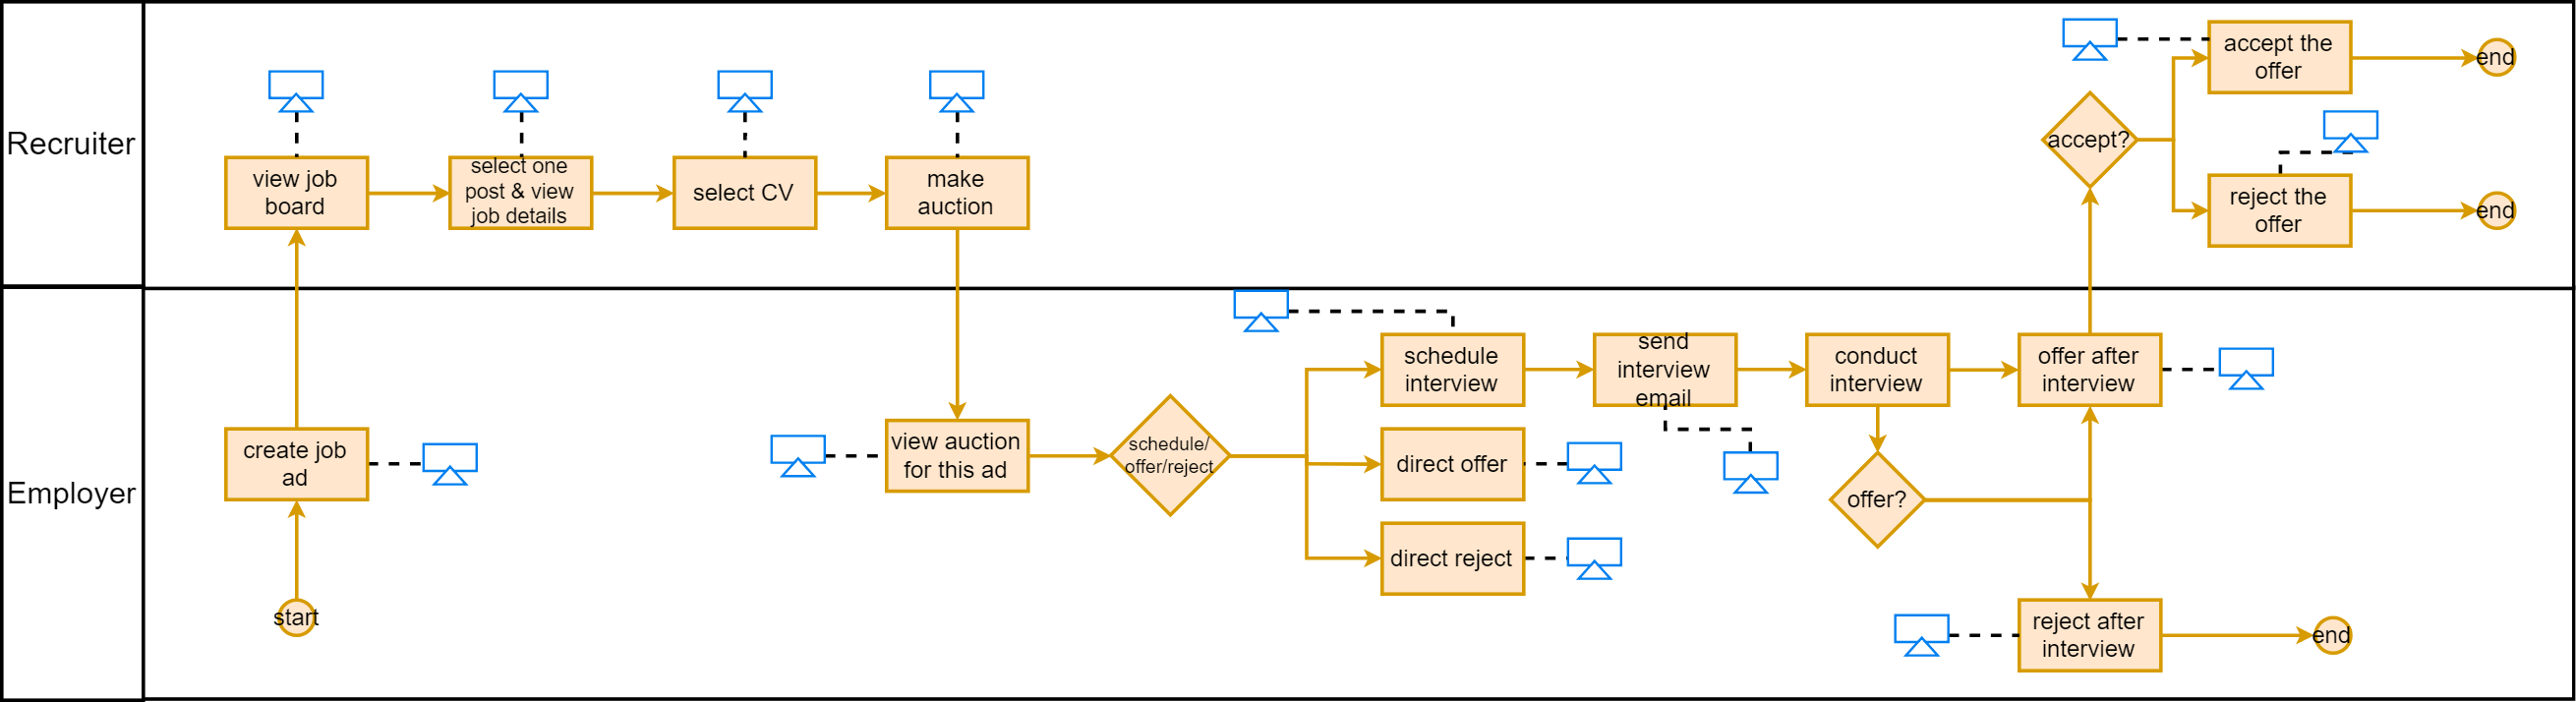 Recruiter
view job
board
select one
post & view
job details
select CV
make
auction
accept?
accept the
offer
end
reject the
offer
end
Employer
start
create job
ad
view auction
for this ad
schedule/
offer/reject
schedule
interview
send
interview
email
conduct
interview
offer after
interview
direct offer
direct reject
offer?
reject after
interview
end